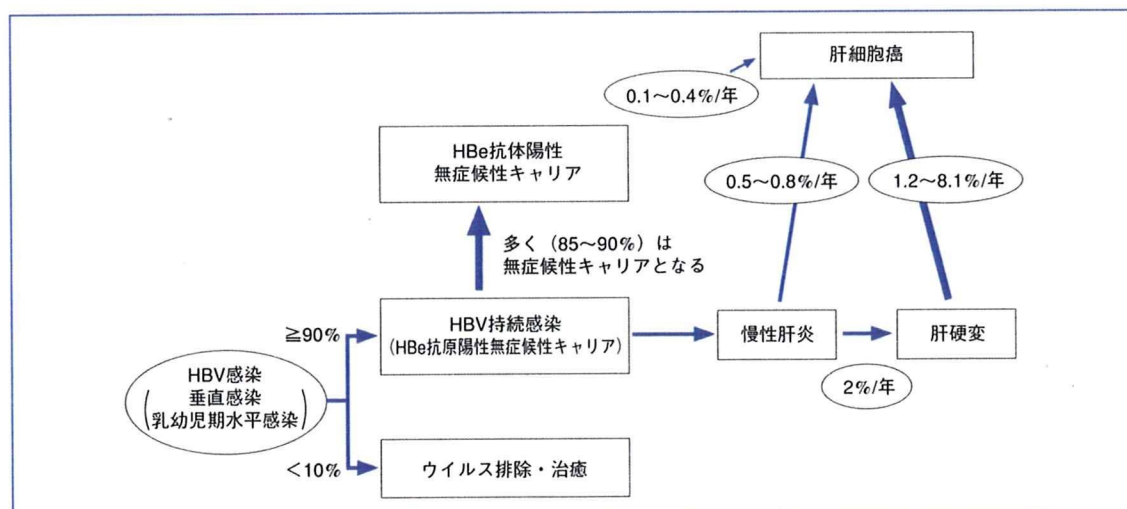 肝細胞癌
0.1〜0.4%/年
HBe抗体陽性
無症候性キャリア
0.5〜0.8%/年
1.2〜8.1%/年
多く（85〜90%）は
無症候性キャリアとなる
≧90%
HBV持続感染
（HBe抗原陽性無症候性キャリア）
慢性肝炎
肝硬変
2%/年
HBV感染
垂直感染
（乳幼児期水平感染）
＜10%
ウイルス排除・治癒